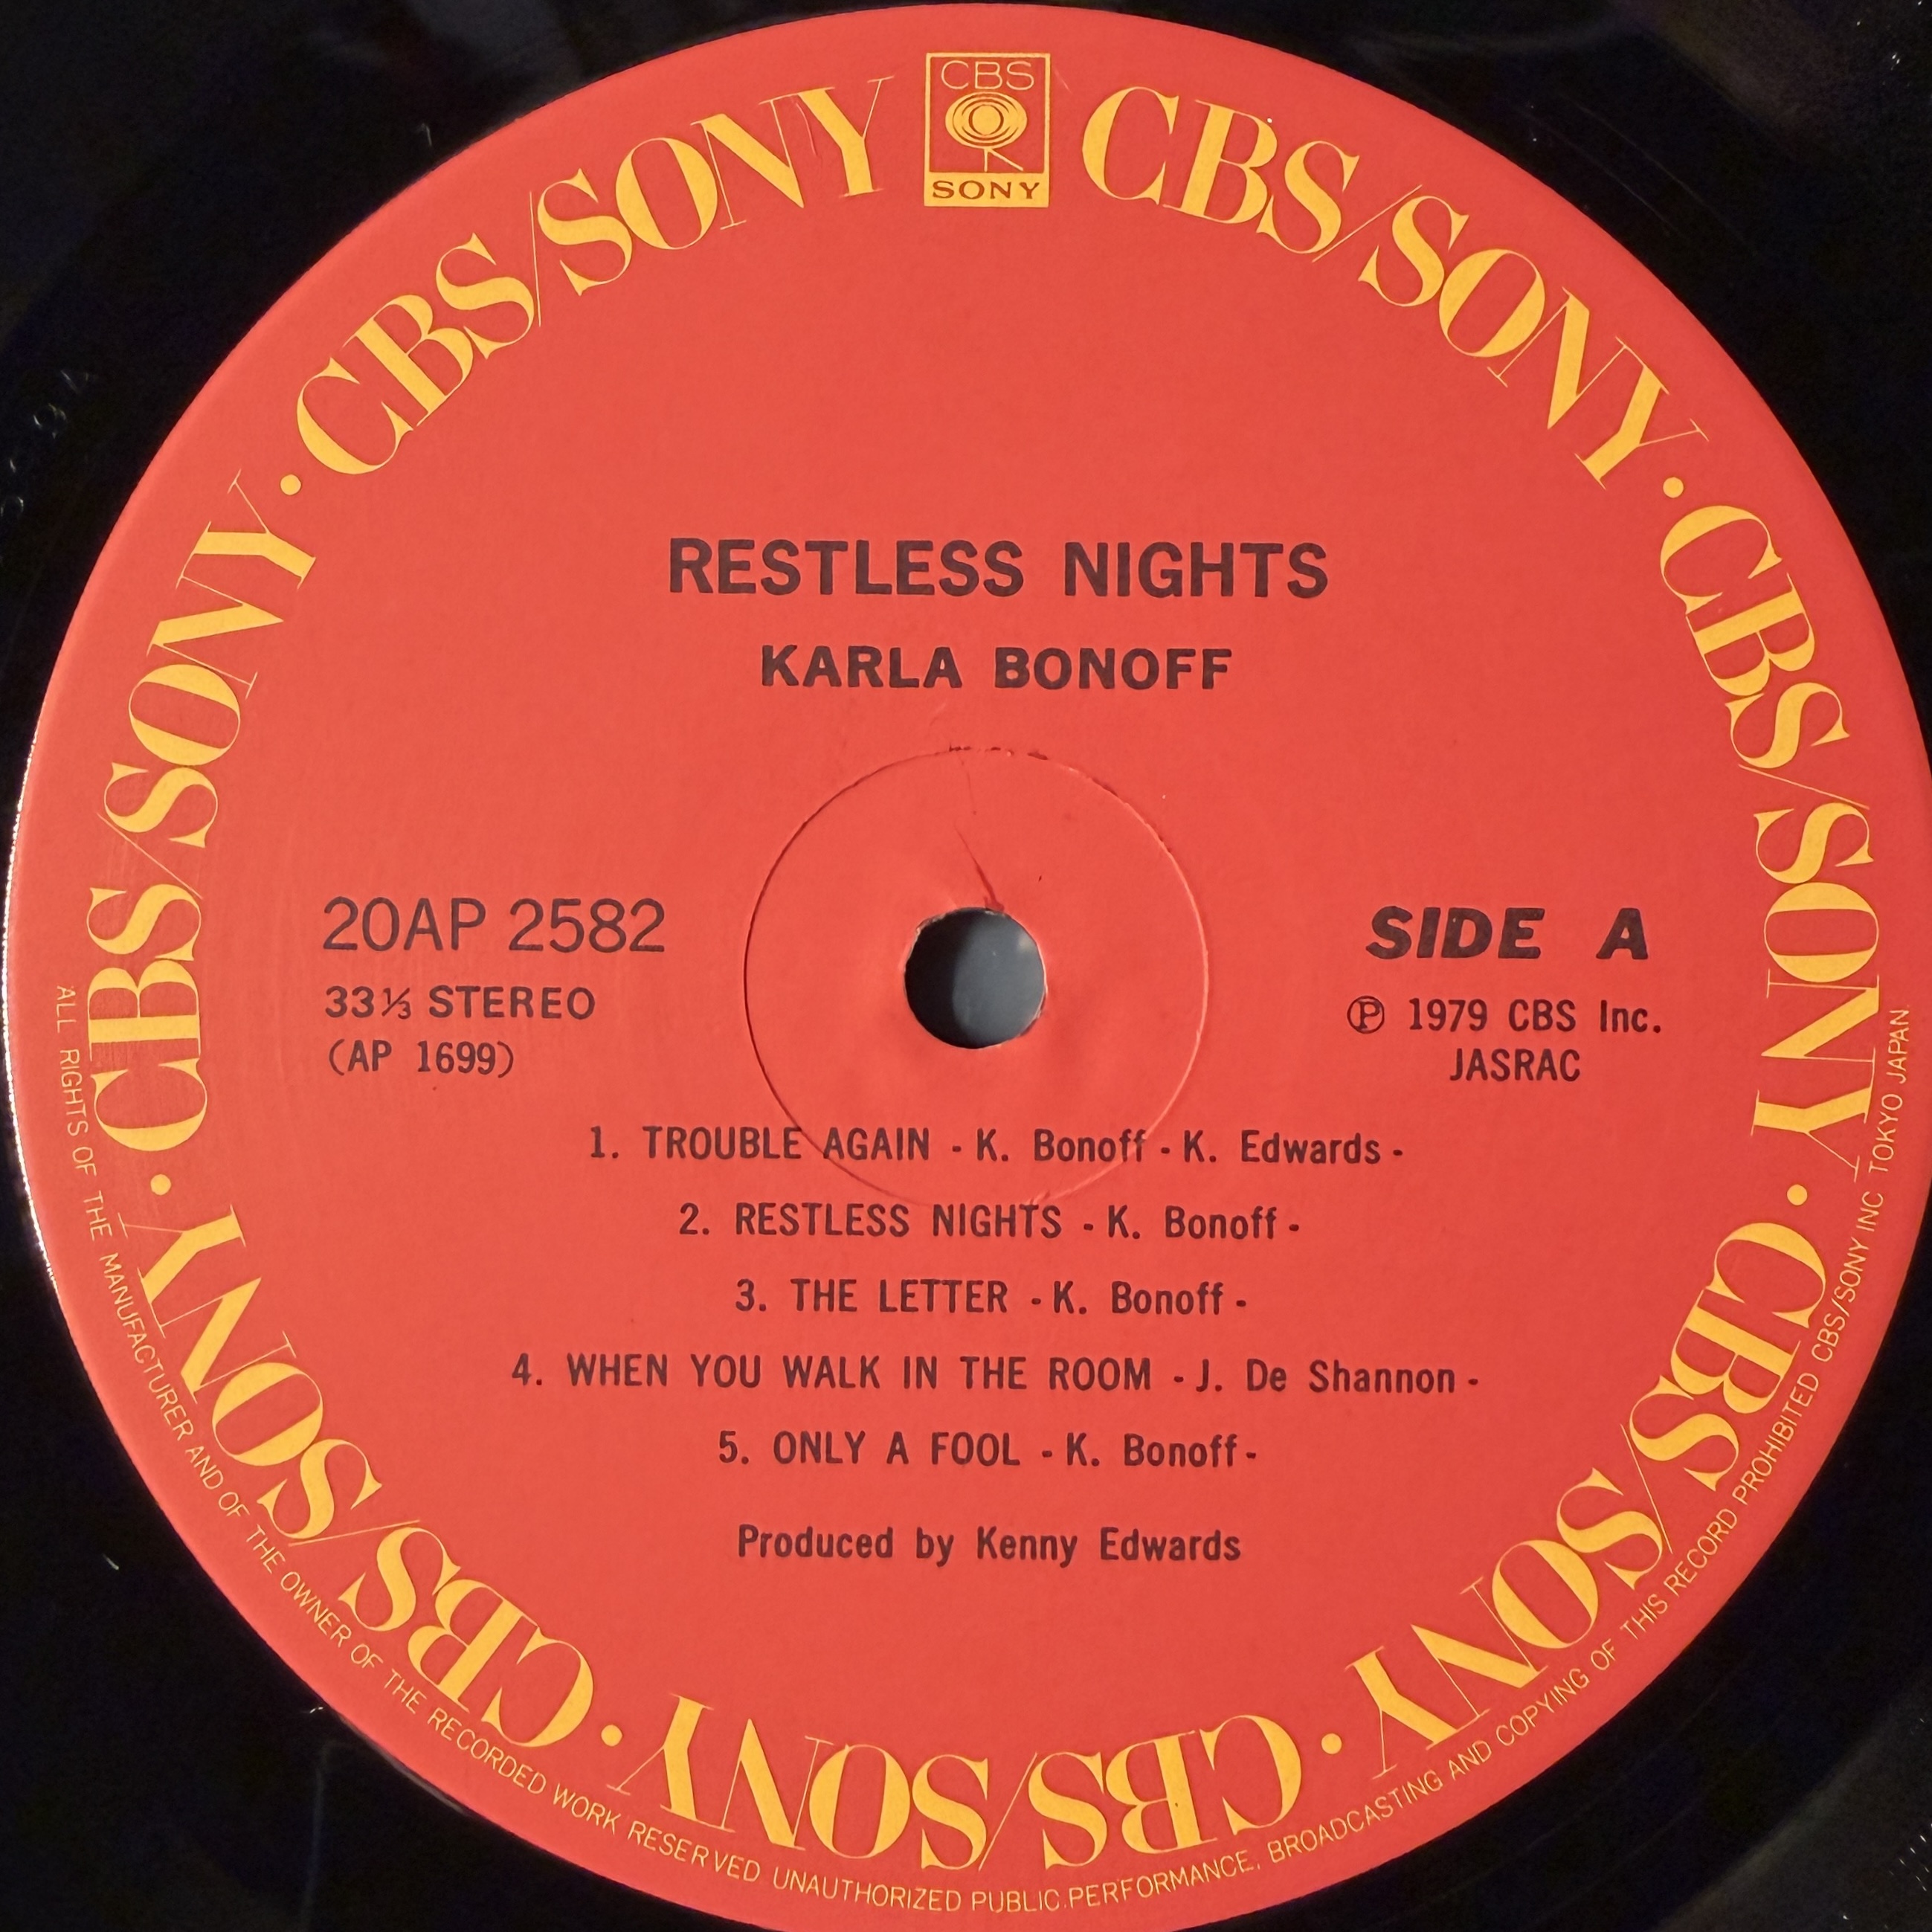 CBS
SONY
CBS/SONY · CBS/SONY · CBS/SONY · CBS/SONY · CBS/SONY · CBS/SONY · CBS/SONY
RESTLESS NIGHTS
KARLA BONOFF
20AP 2582
33⅓ STEREO
(AP 1699)
SIDE A
Ⓟ 1979 CBS Inc.
JASRAC
1. TROUBLE AGAIN - K. Bonoff - K. Edwards -
2. RESTLESS NIGHTS - K. Bonoff -
3. THE LETTER - K. Bonoff -
4. WHEN YOU WALK IN THE ROOM - J. De Shannon -
5. ONLY A FOOL - K. Bonoff -
Produced by Kenny Edwards
ALL RIGHTS OF THE MANUFACTURER AND OF THE OWNER OF THE RECORDED WORK RESERVED UNAUTHORIZED PUBLIC PERFORMANCE, BROADCASTING AND COPYING OF THIS RECORD PROHIBITED CBS/SONY INC TOKYO JAPAN